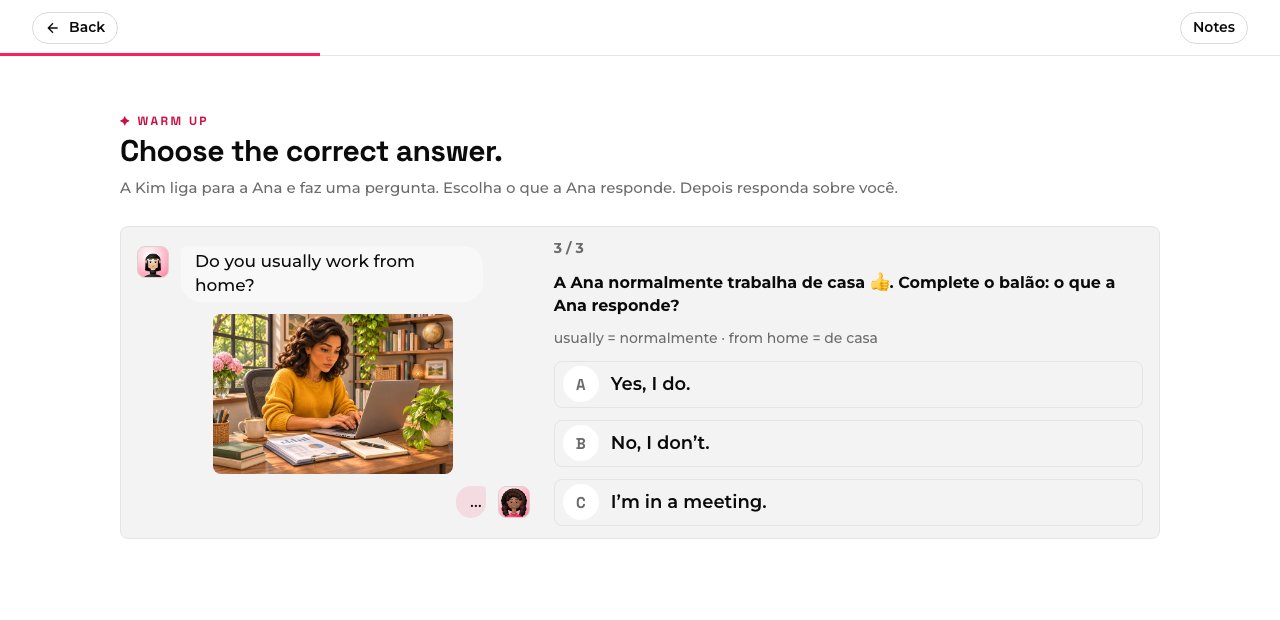 Back
Notes
WARM UP
Choose the correct answer.
A Kim liga para a Ana e faz uma pergunta. Escolha o que a Ana responde. Depois responda sobre você.
Do you usually work from
home?
...
3 / 3
A Ana normalmente trabalha de casa 👍. Complete o balão: o que a
Ana responde?
usually = normalmente · from home = de casa
A Yes, I do.
B No, I don’t.
C I’m in a meeting.